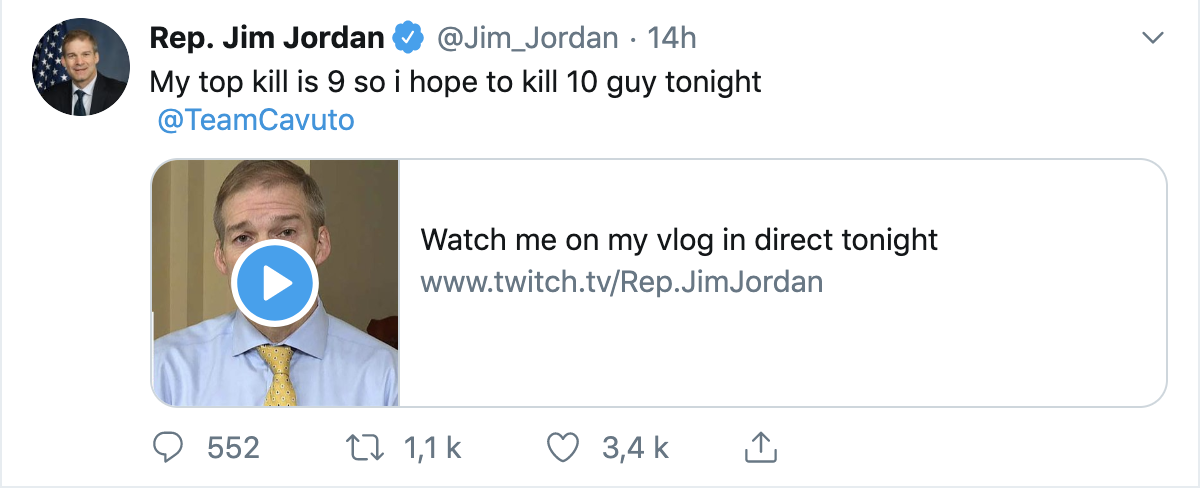 Rep. Jim Jordan @Jim_Jordan · 14h
My top kill is 9 so i hope to kill 10 guy tonight
@TeamCavuto
Watch me on my vlog in direct tonight
www.twitch.tv/Rep.JimJordan
552 1,1 k 3,4 k